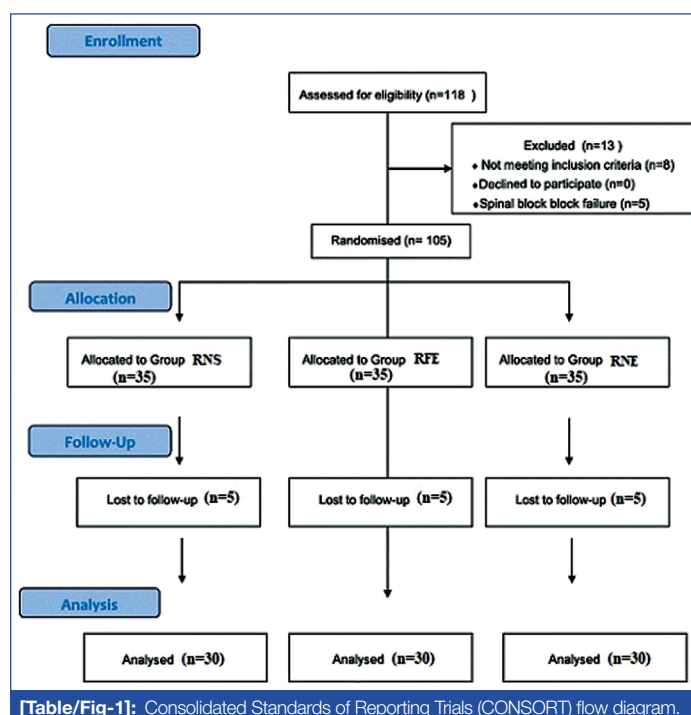 Enrollment
Assessed for eligibility (n=118 )
Excluded (n=13 )
♦ Not meeting inclusion criteria (n=8)
♦ Declined to participate (n=0)
♦ Spinal block block failure (n=5)
Randomised (n= 105)
Allocation
Allocated to Group RNS
(n=35)
Allocated to Group RFE
(n=35)
Allocated to Group RNE
(n=35)
Follow-Up
Lost to follow-up (n=5)
Lost to follow-up (n=5)
Lost to follow-up (n=5)
Analysis
Analysed (n=30)
Analysed (n=30)
Analysed (n=30)
[Table/Fig-1]: Consolidated Standards of Reporting Trials (CONSORT) flow diagram.